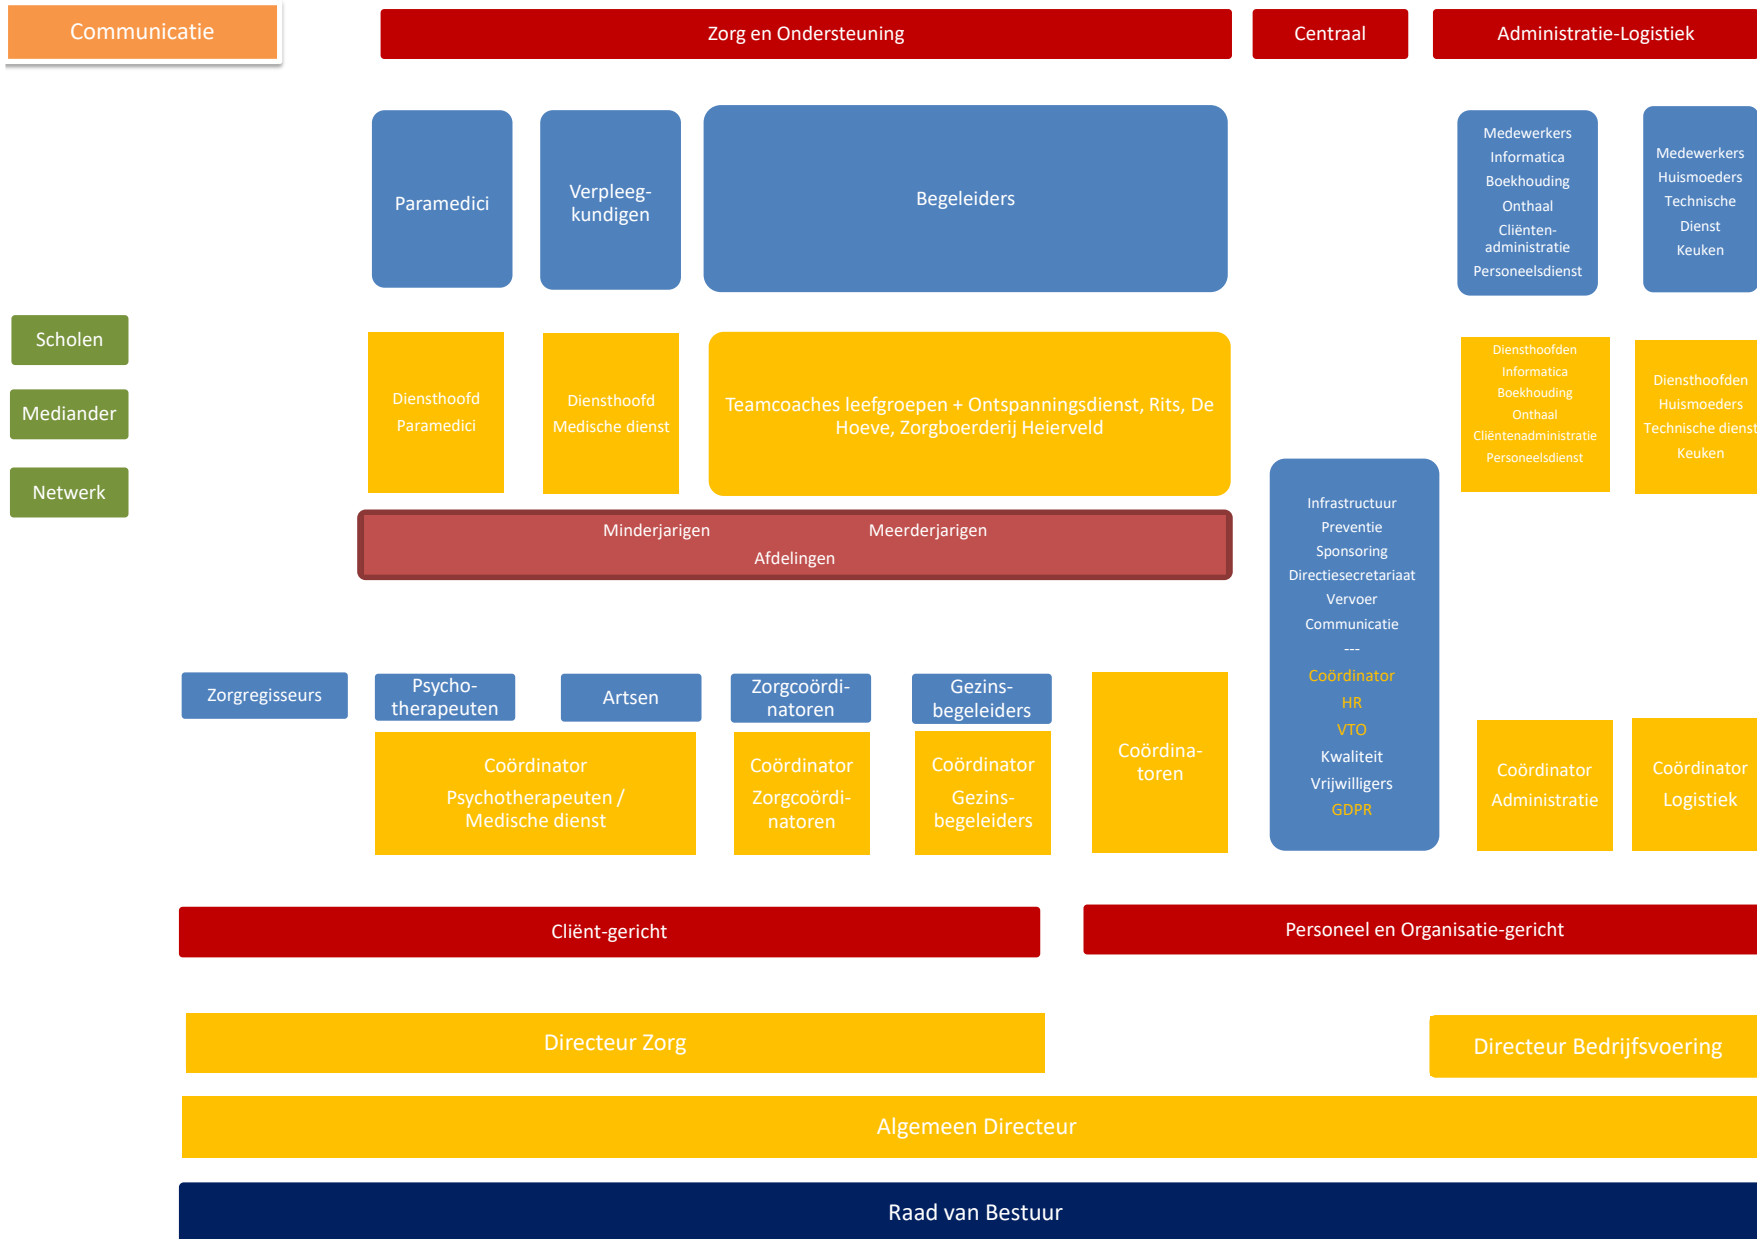 Communicatie
Zorg en Ondersteuning
Centraal
Administratie-Logistiek
Paramedici
Verpleeg-
kundigen
Begeleiders
Medewerkers
Informatica
Boekhouding
Onthaal
Cliënten-
administratie
Personeelsdienst
Medewerkers
Huismoeders
Technische
Dienst
Keuken
Scholen
Mediander
Netwerk
Diensthoofd
Paramedici
Diensthoofd
Medische dienst
Teamcoaches leefgroepen + Ontspanningsdienst, Rits, De
Hoeve, Zorgboerderij Heierveld
Diensthoofden
Informatica
Boekhouding
Onthaal
Cliëntenadministratie
Personeelsdienst
Diensthoofden
Huismoeders
Technische dienst
Keuken
Minderjarigen Meerderjarigen
Afdelingen
Infrastructuur
Preventie
Sponsoring
Directiesecretariaat
Vervoer
Communicatie
---
Coördinator
HR
VTO
Kwaliteit
Vrijwilligers
GDPR
Zorgregisseurs
Psycho-
therapeuten
Artsen
Zorgcoördi-
natoren
Gezins-
begeleiders
Coördinator
Psychotherapeuten /
Medische dienst
Coördinator
Zorgcoördi-
natoren
Coördinator
Gezins-
begeleiders
Coördina-
toren
Coördinator
Administratie
Coördinator
Logistiek
Cliënt-gericht
Personeel en Organisatie-gericht
Directeur Zorg
Directeur Bedrijfsvoering
Algemeen Directeur
Raad van Bestuur